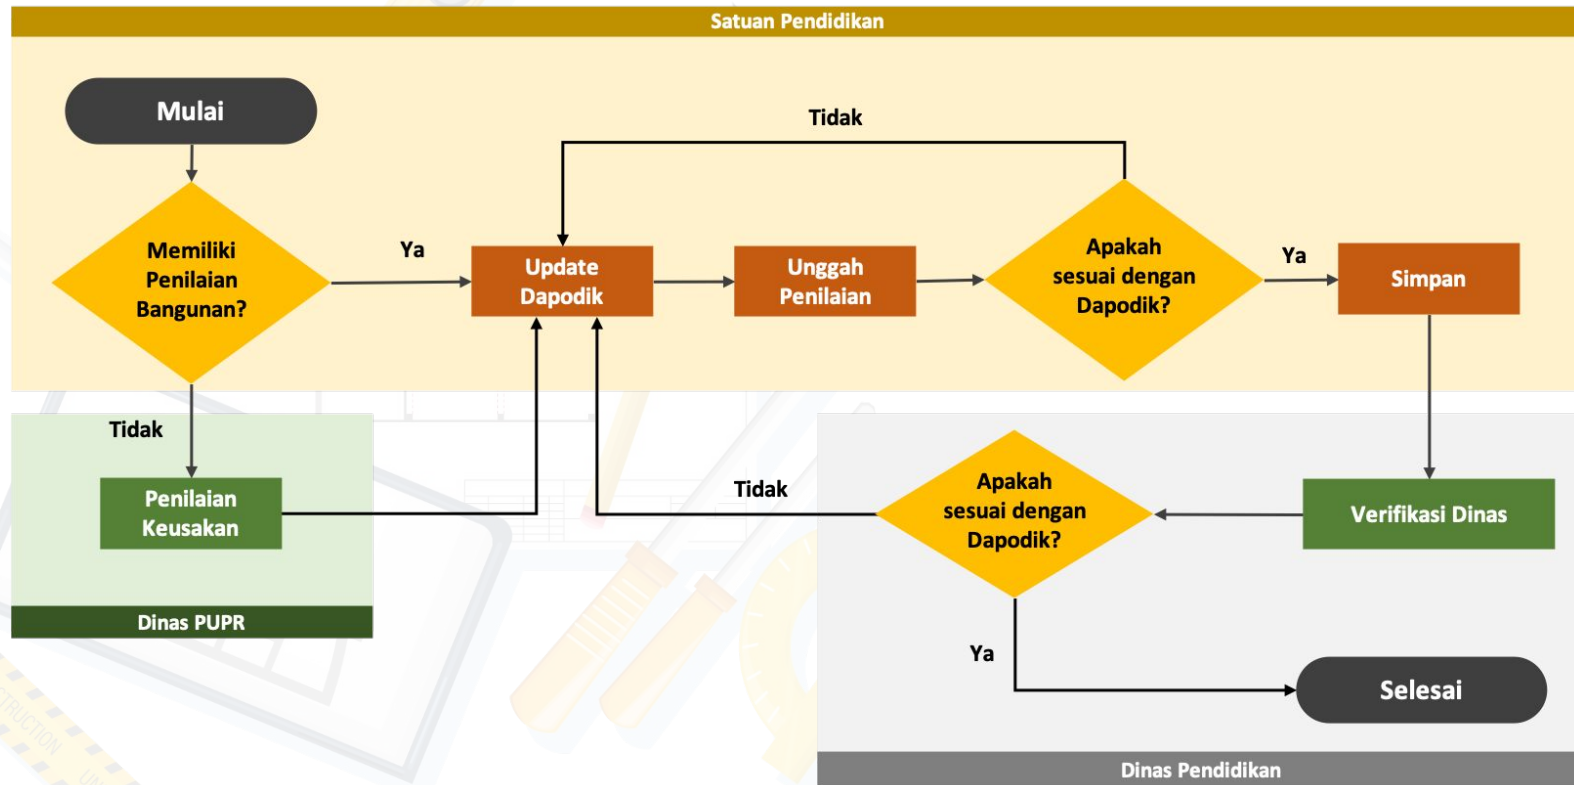 Satuan Pendidikan
Mulai
Tidak
Memiliki
Penilaian
Bangunan?
Ya
Update
Dapodik
Unggah
Penilaian
Apakah
sesuai dengan
Dapodik?
Ya
Simpan
Tidak
Penilaian
Keusakan
Dinas PUPR
Tidak
Apakah
sesuai dengan
Dapodik?
Verifikasi Dinas
Ya
Selesai
Dinas Pendidikan
CONSTRUCTION